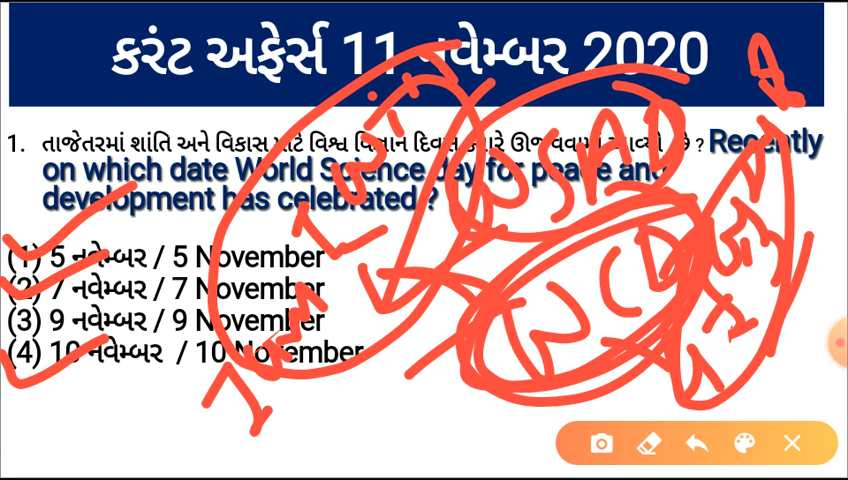 કરંટ અફેર્સ 11 નવેમ્બર 2020
1. તાજેતરમાં શાંતિ અને વિકાસ માટે વિશ્વ વિજ્ઞાન દિવસ ક્યારે ઊજવવામાં આવ્યો છે ? Recently
on which date World Science day for peace and
development has celebrated ?
(1) 5 નવેમ્બર / 5 November
(2) 7 નવેમ્બર / 7 November
(3) 9 નવેમ્બર / 9 November
(4) 10 નવેમ્બર / 10 November
WSAD
WCD